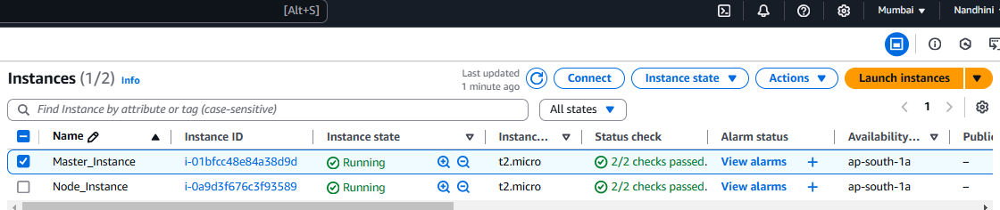 [Alt+S] Mumbai Nandhini
Instances (1/2) Info Last updated 1 minute ago Connect Instance state Actions Launch instances
Find Instance by attribute or tag (case-sensitive) All states 1
Name Instance ID Instance state Instanc... Status check Alarm status Availability... Public
Master_Instance i-01bfcc48e84a38d9d Running t2.micro 2/2 checks passed. View alarms + ap-south-1a –
Node_Instance i-0a9d3f676c3f93589 Running t2.micro 2/2 checks passed. View alarms + ap-south-1a –